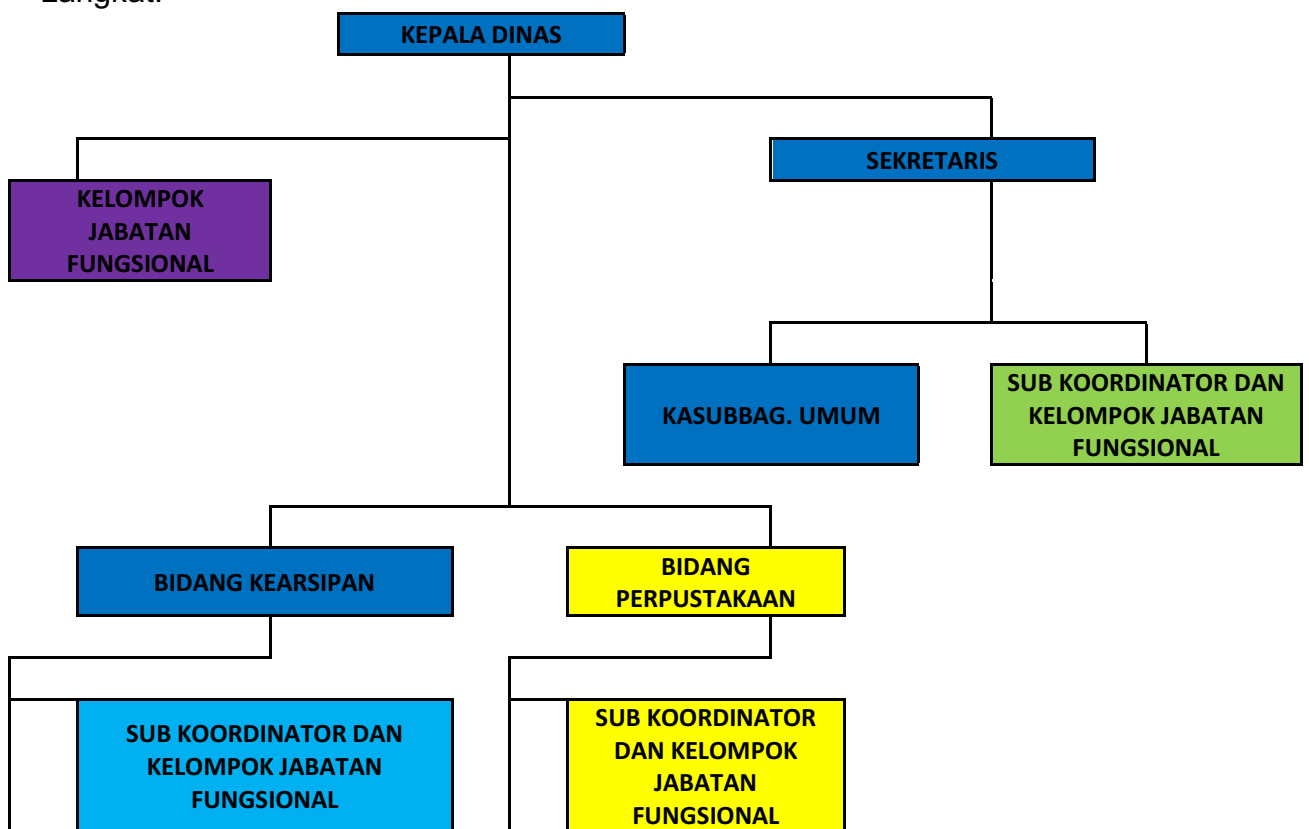 Langkat.
KEPALA DINAS
SEKRETARIS
KELOMPOK
JABATAN
FUNGSIONAL
KASUBBAG. UMUM
SUB KOORDINATOR DAN
KELOMPOK JABATAN
FUNGSIONAL
BIDANG KEARSIPAN
BIDANG
PERPUSTAKAAN
SUB KOORDINATOR DAN
KELOMPOK JABATAN
FUNGSIONAL
SUB KOORDINATOR
DAN KELOMPOK
JABATAN
FUNGSIONAL